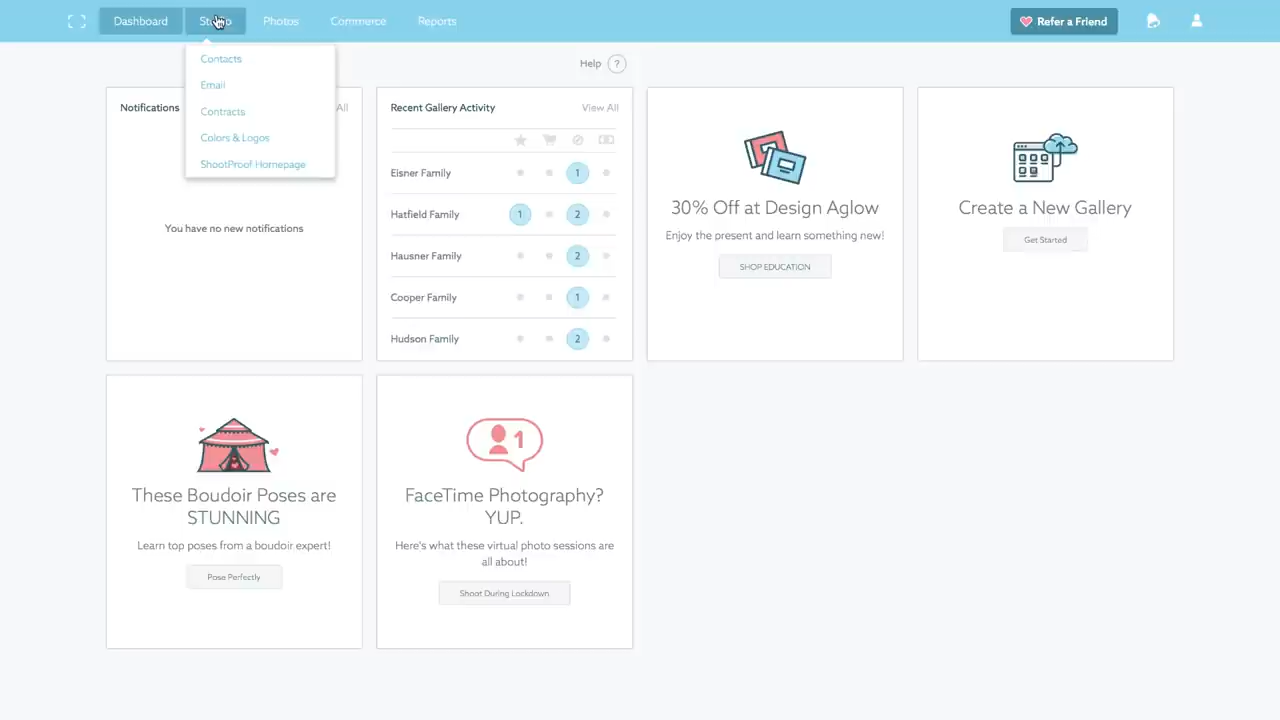 Dashboard
Photos
Commerce
Reports
Refer a Friend
Contacts
Email
Contracts
Colors & Logos
ShootProof Homepage
Help ?
Notifications
All
You have no new notifications
Recent Gallery Activity
View All
Eisner Family
1
Hatfield Family
1
2
Hausner Family
2
Cooper Family
1
Hudson Family
2
30% Off at Design Aglow
Enjoy the present and learn something new!
SHOP EDUCATION
Create a New Gallery
Get Started
These Boudoir Poses are
STUNNING
Learn top poses from a boudoir expert!
Pose Perfectly
1
FaceTime Photography?
YUP.
Here's what these virtual photo sessions are
all about!
Shoot During Lockdown